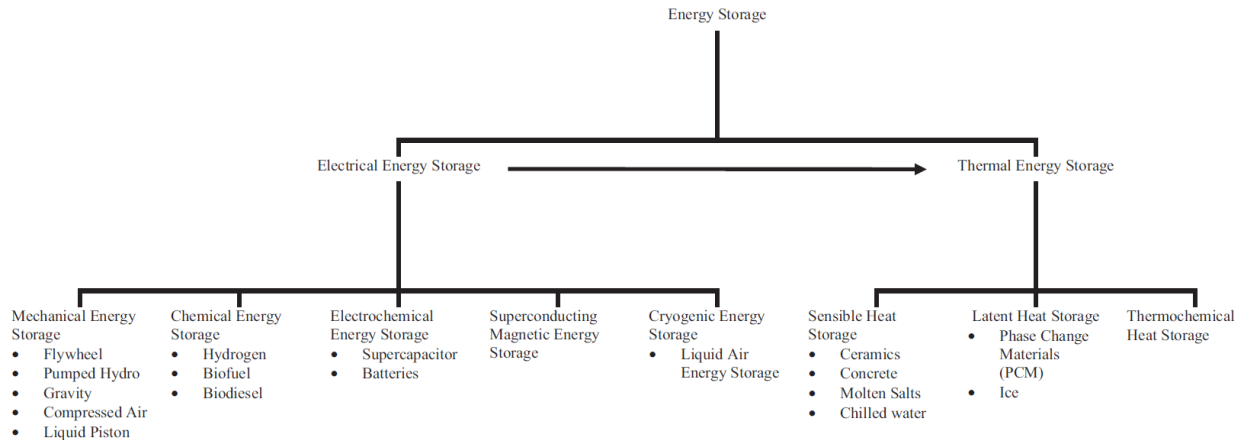 Energy Storage
Electrical Energy Storage
Thermal Energy Storage
Mechanical Energy
Storage
• Flywheel
• Pumped Hydro
• Gravity
• Compressed Air
• Liquid Piston
Chemical Energy
Storage
• Hydrogen
• Biofuel
• Biodiesel
Electrochemical
Energy Storage
• Supercapacitor
• Batteries
Superconducting
Magnetic Energy
Storage
Cryogenic Energy
Storage
• Liquid Air
Energy Storage
Sensible Heat
Storage
• Ceramics
• Concrete
• Molten Salts
• Chilled water
Latent Heat Storage
• Phase Change
Materials
(PCM)
• Ice
Thermochemical
Heat Storage